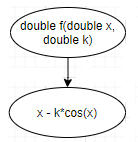 double f(double x,
double k)
x - k*cos(x)